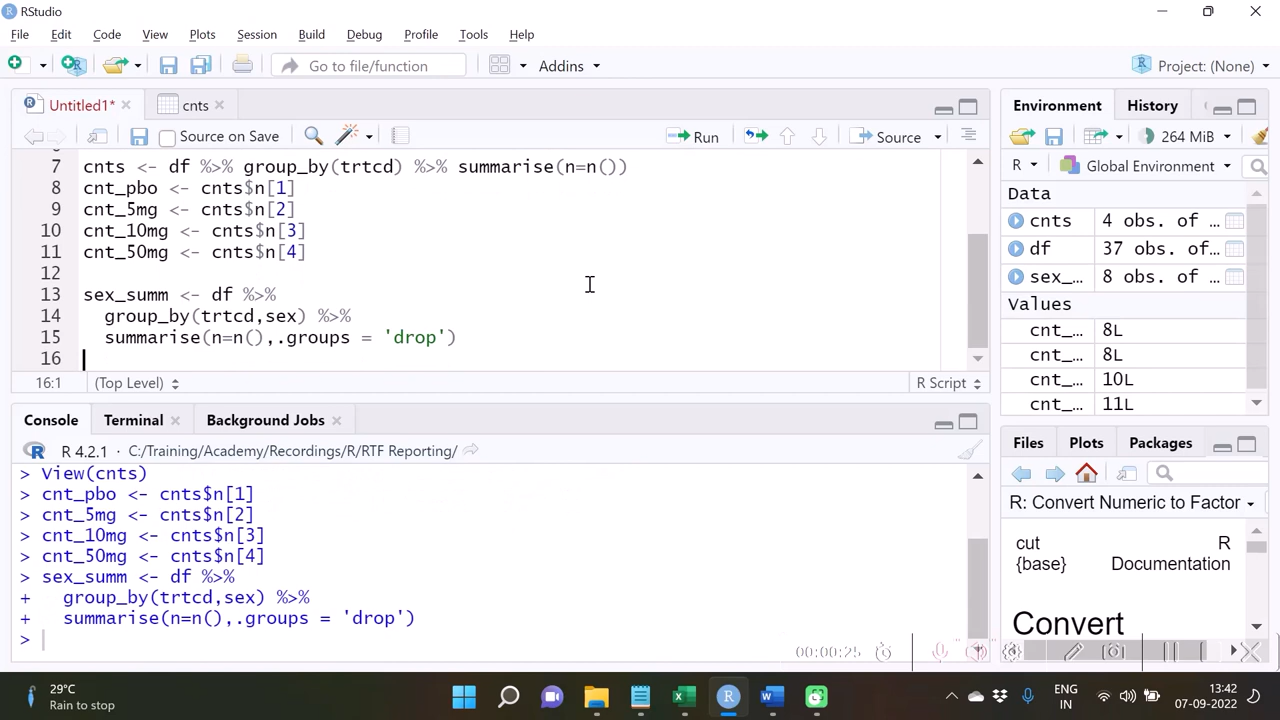 RStudio
File Edit Code View Plots Session Build Debug Profile Tools Help
Go to file/function Addins Project: (None)
Untitled1* cnts
Source on Save Run Source
7 cnts <- df %>% group_by(trtcd) %>% summarise(n=n())
8 cnt_pbo <- cnts$n[1]
9 cnt_5mg <- cnts$n[2]
10 cnt_10mg <- cnts$n[3]
11 cnt_50mg <- cnts$n[4]
12
13 sex_summ <- df %>%
14 group_by(trtcd,sex) %>%
15 summarise(n=n(),.groups = 'drop')
16
16:1 (Top Level) R Script
Console Terminal Background Jobs
R 4.2.1 · C:/Training/Academy/Recordings/R/RTF Reporting/
> View(cnts)
> cnt_pbo <- cnts$n[1]
> cnt_5mg <- cnts$n[2]
> cnt_10mg <- cnts$n[3]
> cnt_50mg <- cnts$n[4]
> sex_summ <- df %>%
+ group_by(trtcd,sex) %>%
+ summarise(n=n(),.groups = 'drop')
>
Environment History
264 MiB
R Global Environment
Data
cnts 4 obs. of …
df 37 obs. of…
sex_… 8 obs. of …
Values
cnt_… 8L
cnt_… 8L
cnt_… 10L
cnt_… 11L
Files Plots Packages
R: Convert Numeric to Factor
cut R
{base} Documentation
Convert
00:00:25
29°C
Rain to stop
ENG
IN
13:42
07-09-2022